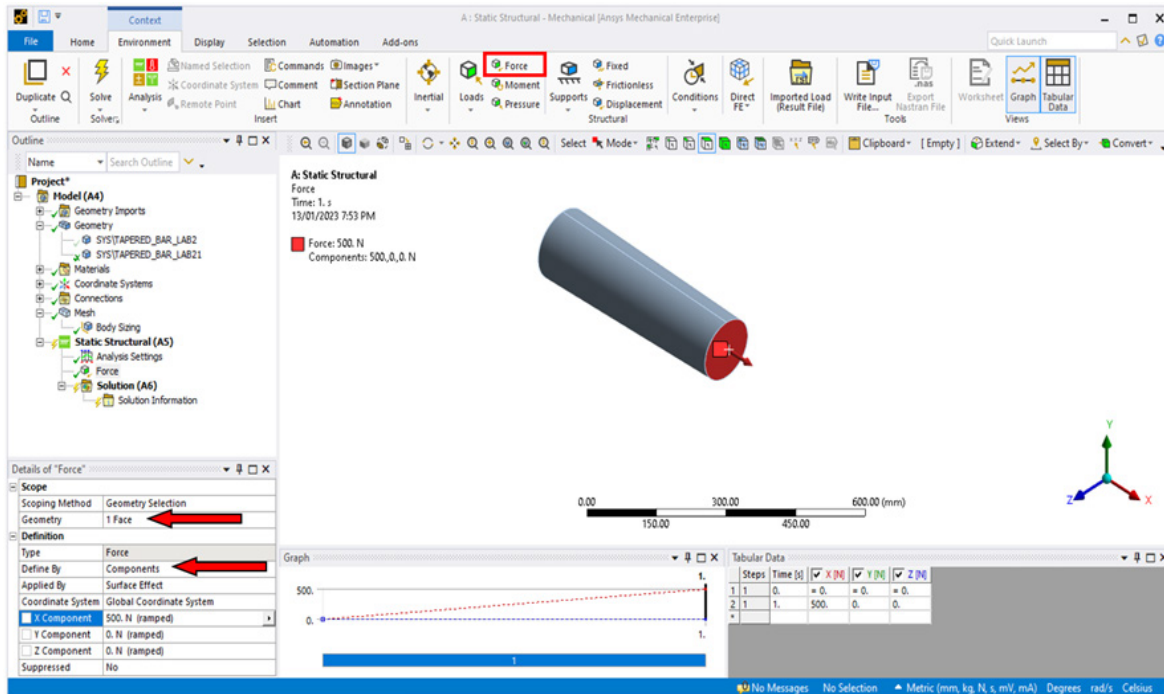 Context
A : Static Structural - Mechanical [Ansys Mechanical Enterprise]
File Home Environment Display Selection Automation Add-ons
Quick Launch
Duplicate
Outline
Solve
Solver
Analysis
Named Selection
Coordinate System
Remote Point
Commands
Comment
Chart
Images
Section Plane
Annotation
Insert
Inertial
Loads
Force
Moment
Pressure
Supports
Fixed
Frictionless
Displacement
Structural
Conditions
Direct
FE
Imported Load
(Result File)
Write Input
File...
Export
Nastran File
Tools
Worksheet
Graph
Tabular
Data
Views
Outline
Name
Search Outline
Select Mode
Clipboard [ Empty ] Extend Select By Convert
Project*
Model (A4)
Geometry Imports
Geometry
SYS\TAPERED_BAR_LAB2
SYS\TAPERED_BAR_LAB21
Materials
Coordinate Systems
Connections
Mesh
Body Sizing
Static Structural (A5)
Analysis Settings
Force
Solution (A6)
Solution Information
A: Static Structural
Force
Time: 1. s
13/01/2023 7:53 PM
Force: 500. N
Components: 500.,0.,0. N
0.00 300.00 600.00 (mm)
150.00 450.00
Y
Z X
Details of "Force"
Scope
Scoping Method Geometry Selection
Geometry 1 Face
Definition
Type Force
Define By Components
Applied By Surface Effect
Coordinate System Global Coordinate System
X Component 500. N (ramped)
Y Component 0. N (ramped)
Z Component 0. N (ramped)
Suppressed No
Graph
1.
500.
0.
1.
1
Tabular Data
Steps Time [s] X [N] Y [N] Z [N]
1 1 0. = 0. = 0. = 0.
2 1 1. 500. 0. 0.
*
No Messages No Selection Metric (mm, kg, N, s, mV, mA) Degrees rad/s Celsius